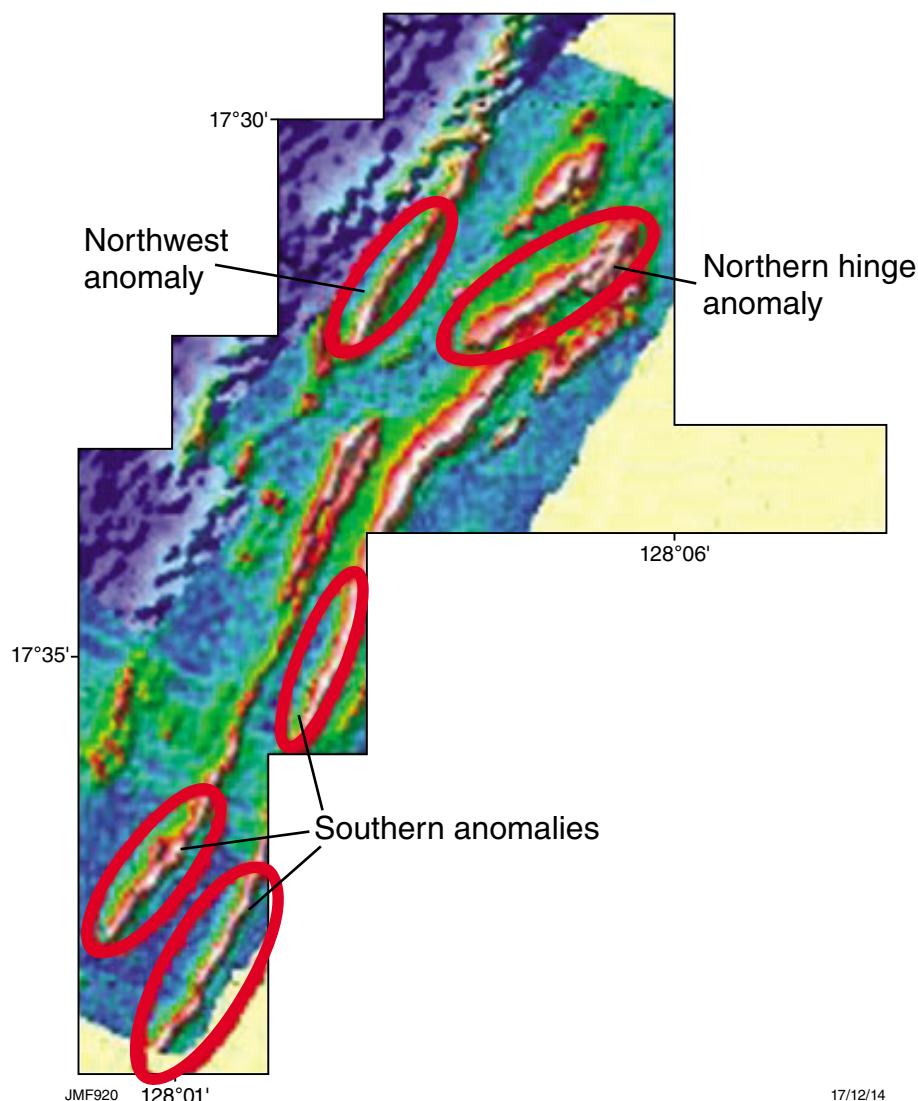 17°30'
Northwest
anomaly
Northern hinge
anomaly
128°06'
17°35'
Southern anomalies
JMF920
128°01'
17/12/14